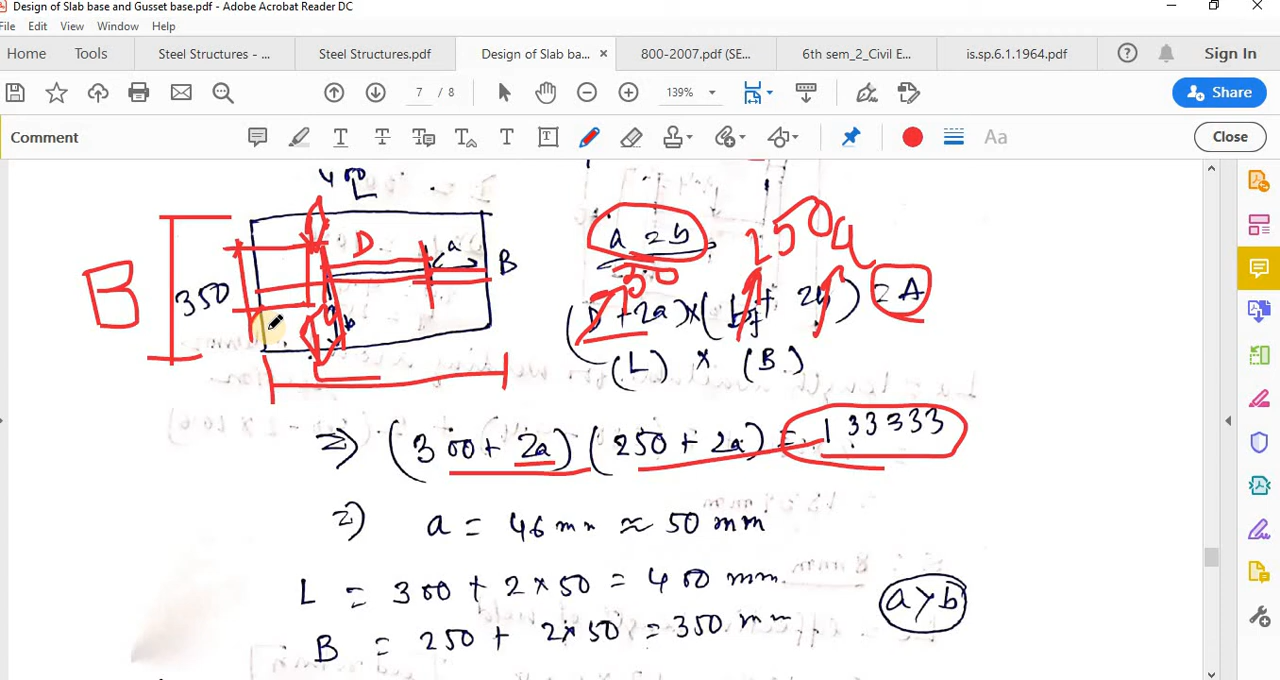 Design of Slab base and Gusset base.pdf - Adobe Acrobat Reader DC
File Edit View Window Help
Home Tools Steel Structures - ... Steel Structures.pdf Design of Slab ba... × 800-2007.pdf (SE... 6th sem_2_Civil E... is.sp.6.1.1964.pdf Sign In
7 / 8 139% Share
Comment Close
400
L
D a B
B 350 b
a = b 250 a
300
(D + 2a) × (bf + 2b) = A
(L) × (B.)
=> (300 + 2a) (250 + 2a) = 133333
=> a = 46 mm ≈ 50 mm
L = 300 + 2×50 = 400 mm.
B = 250 + 2×50 = 350 mm
a > b